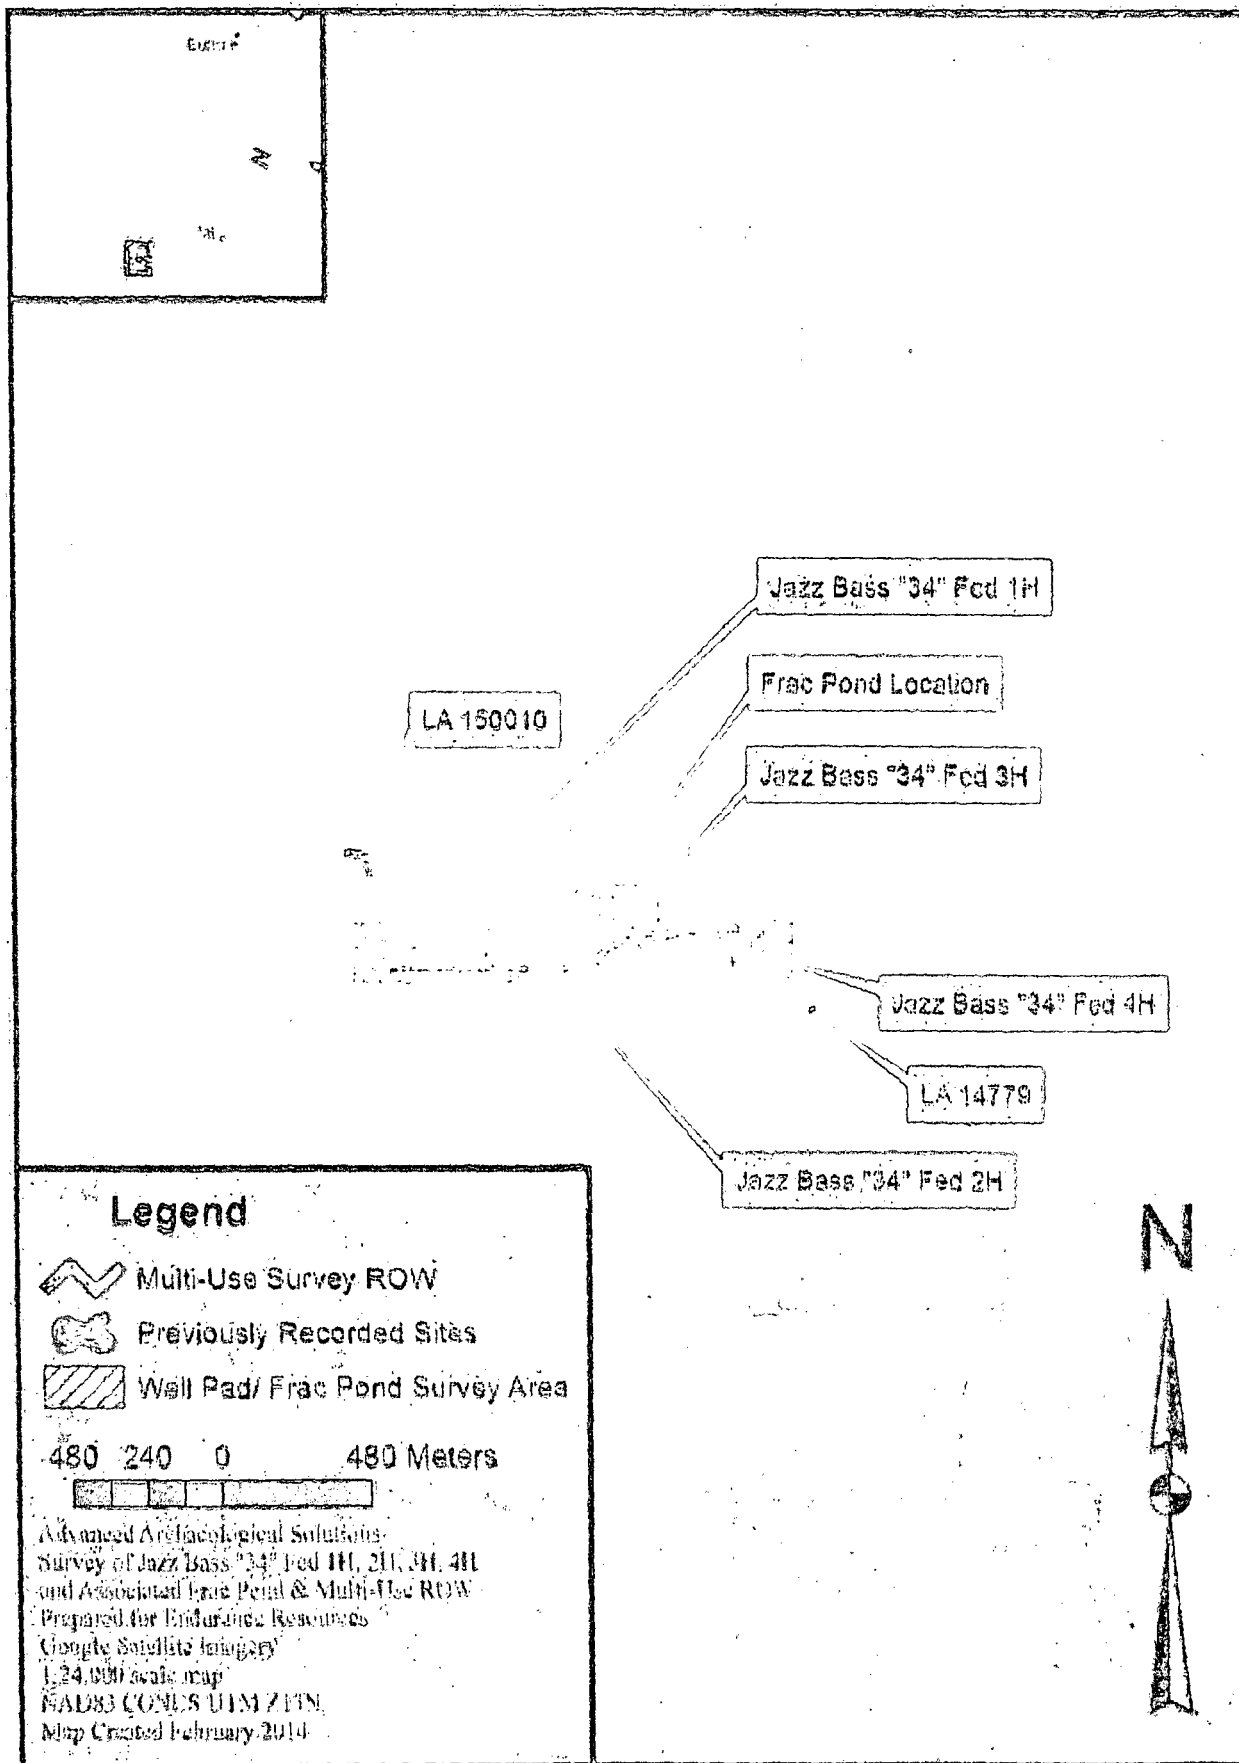 Jazz Bass "34" Fed 1H
Frac Pond Location
LA 150010
Jazz Bass "34" Fed 3H
Jazz Bass "34" Fed 4H
LA 14779
Jazz Bass "34" Fed 2H
Legend
Multi-Use Survey ROW
Previously Recorded Sites
Well Pad/ Frac Pond Survey Area
480 240 0 480 Meters
Advanced Archaeological Solutions
Survey of Jazz Bass "34" Fed 1H, 2H, 3H, 4H
and Associated Frac Pond & Multi-Use ROW
Prepared for Endurance Resources
Google Satellite Imagery
1:24,000 scale map
NAD83 CONUS UTM
Map Created February 2014
N